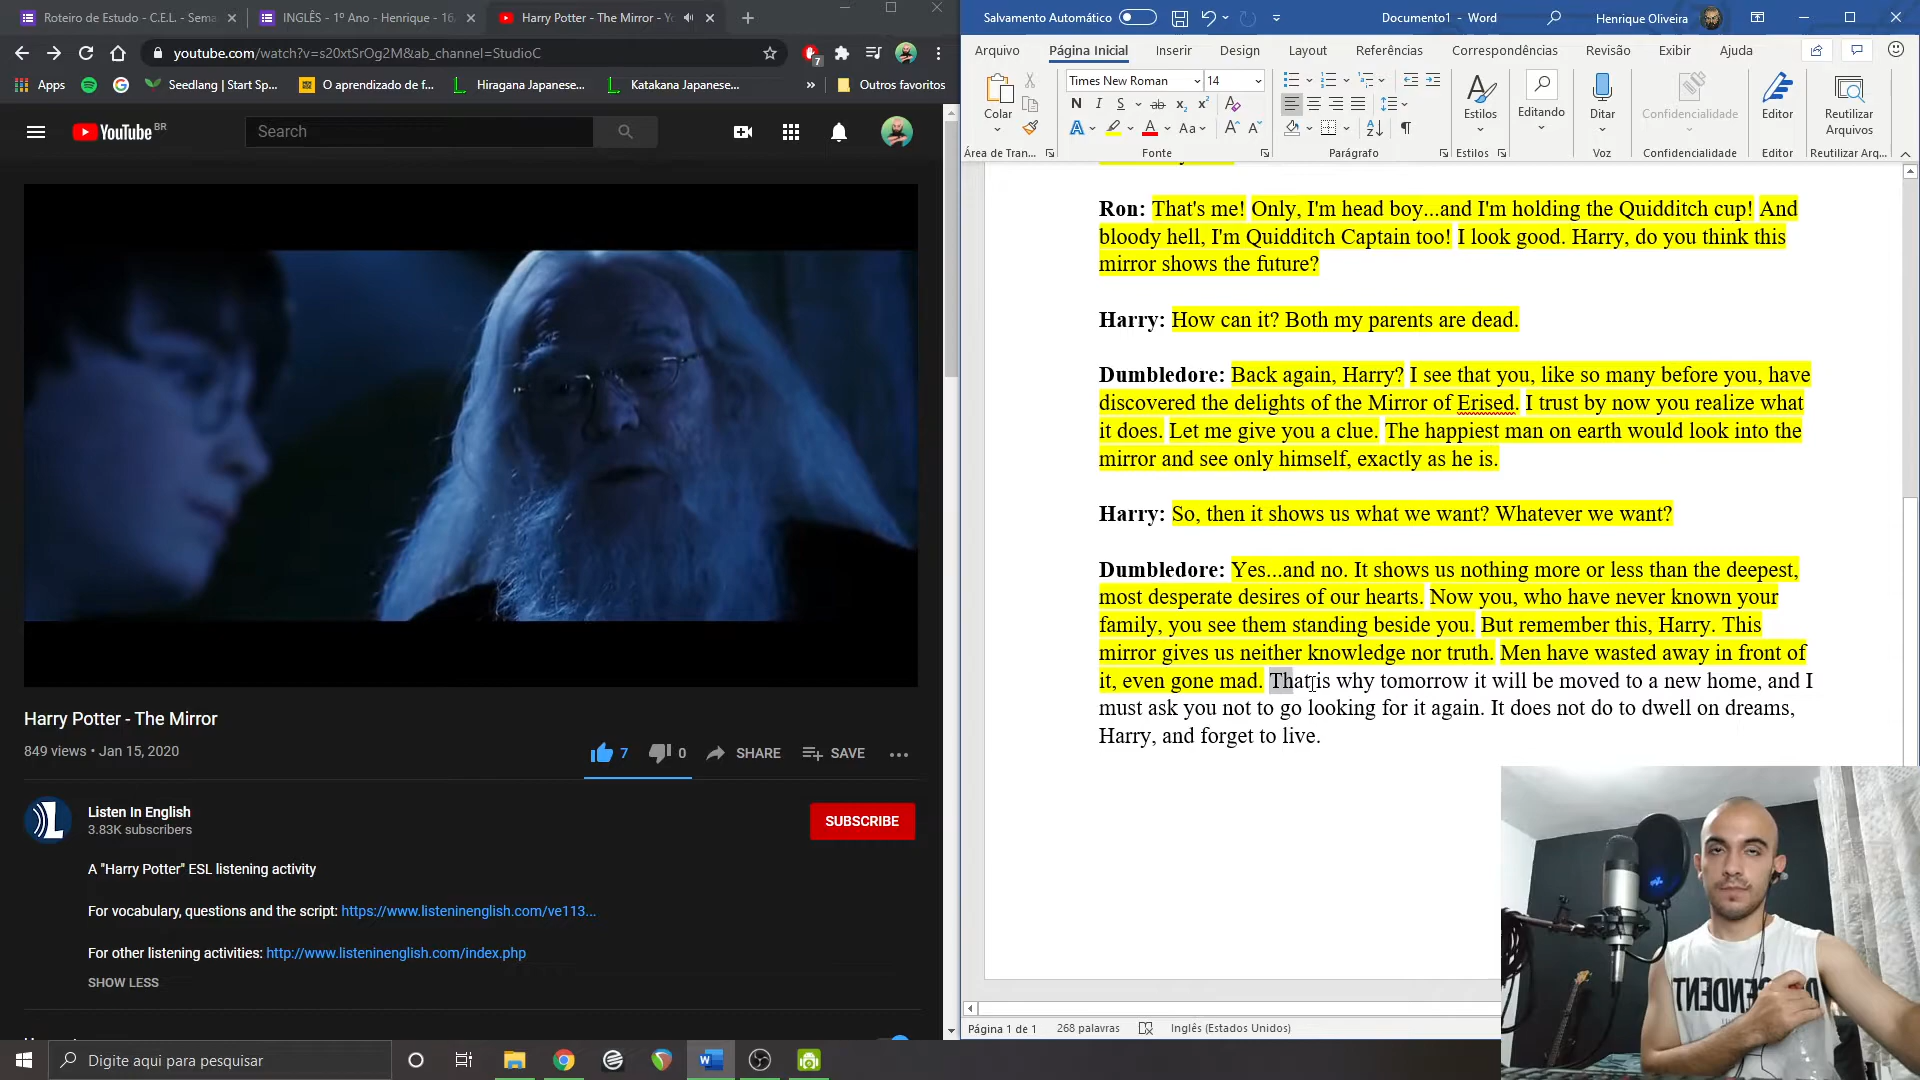 Roteiro de Estudo - C.E.L. - Sema
INGLÊS - 1º Ano - Henrique - 16
Harry Potter - The Mirror - Yo
youtube.com/watch?v=s20xtSrOg2M&ab_channel=StudioC
7
Apps
Seedlang | Start Sp...
O aprendizado de f...
Hiragana Japanese...
Katakana Japanese...
»
Outros favoritos
YouTube BR
Search
Harry Potter - The Mirror
849 views • Jan 15, 2020
7
0
SHARE
SAVE
Listen In English
3.83K subscribers
SUBSCRIBE
A "Harry Potter" ESL listening activity
For vocabulary, questions and the script: https://www.listeninenglish.com/ve113...
For other listening activities: http://www.listeninenglish.com/index.php
SHOW LESS
Salvamento Automático
Documento1 - Word
Henrique Oliveira
Arquivo
Página Inicial
Inserir
Design
Layout
Referências
Correspondências
Revisão
Exibir
Ajuda
Times New Roman
14
N I S ab x₂ x²
A A Aa A A
Colar
Estilos
Editando
Ditar
Confidencialidade
Editor
Reutilizar
Arquivos
Área de Tran...
Fonte
Parágrafo
Estilos
Voz
Confidencialidade
Editor
Reutilizar Arq...
Ron: That's me! Only, I'm head boy...and I'm holding the Quidditch cup! And
bloody hell, I'm Quidditch Captain too! I look good. Harry, do you think this
mirror shows the future?
Harry: How can it? Both my parents are dead.
Dumbledore: Back again, Harry? I see that you, like so many before you, have
discovered the delights of the Mirror of Erised. I trust by now you realize what
it does. Let me give you a clue. The happiest man on earth would look into the
mirror and see only himself, exactly as he is.
Harry: So, then it shows us what we want? Whatever we want?
Dumbledore: Yes...and no. It shows us nothing more or less than the deepest,
most desperate desires of our hearts. Now you, who have never known your
family, you see them standing beside you. But remember this, Harry. This
mirror gives us neither knowledge nor truth. Men have wasted away in front of
it, even gone mad. That is why tomorrow it will be moved to a new home, and I
must ask you not to go looking for it again. It does not do to dwell on dreams,
Harry, and forget to live.
Página 1 de 1
268 palavras
Inglês (Estados Unidos)
Digite aqui para pesquisar